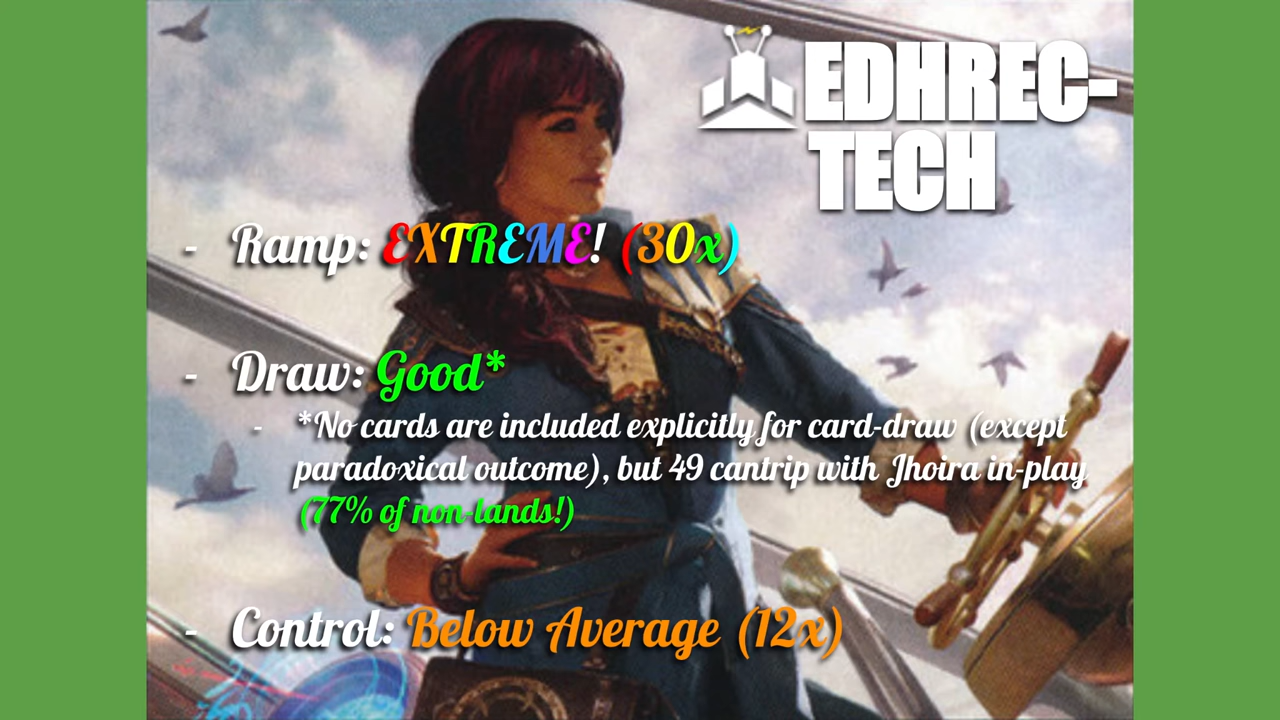 EDHREC-
TECH
- Ramp: EXTREME! (30x)
- Draw: Good*
- *No cards are included explicitly for card-draw (except
paradoxical outcome), but 49 cantrip with Jhoira in-play
(77% of non-lands!)
- Control: Below Average (12x)